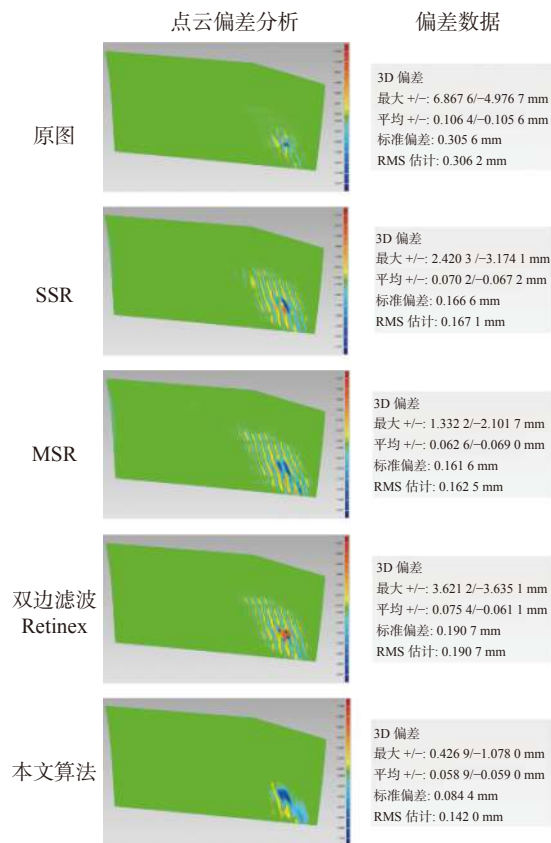 点云偏差分析 偏差数据
原图
3D 偏差
最大 +/−: 6.867 6/−4.976 7 mm
平均 +/−: 0.106 4/−0.105 6 mm
标准偏差: 0.305 6 mm
RMS 估计: 0.306 2 mm
SSR
3D 偏差
最大 +/−: 2.420 3 /−3.174 1 mm
平均 +/−: 0.070 2/−0.067 2 mm
标准偏差: 0.166 6 mm
RMS 估计: 0.167 1 mm
MSR
3D 偏差
最大 +/−: 1.332 2/−2.101 7 mm
平均 +/−: 0.062 6/−0.069 0 mm
标准偏差: 0.161 6 mm
RMS 估计: 0.162 5 mm
双边滤波
Retinex
3D 偏差
最大 +/−: 3.621 2/−3.635 1 mm
平均 +/−: 0.075 4/−0.061 1 mm
标准偏差: 0.190 7 mm
RMS 估计: 0.190 7 mm
本文算法
3D 偏差
最大 +/−: 0.426 9/−1.078 0 mm
平均 +/−: 0.058 9/−0.059 0 mm
标准偏差: 0.084 4 mm
RMS 估计: 0.142 0 mm